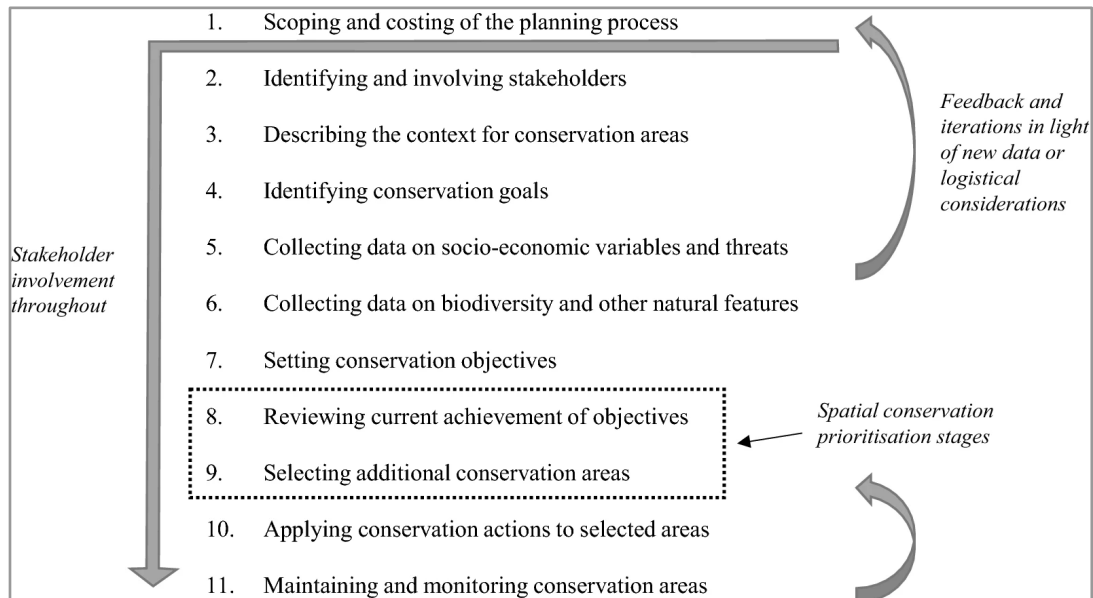 1. Scoping and costing of the planning process
2. Identifying and involving stakeholders
3. Describing the context for conservation areas
4. Identifying conservation goals
5. Collecting data on socio-economic variables and threats
6. Collecting data on biodiversity and other natural features
7. Setting conservation objectives
8. Reviewing current achievement of objectives
9. Selecting additional conservation areas
10. Applying conservation actions to selected areas
11. Maintaining and monitoring conservation areas
Stakeholder
involvement
throughout
Feedback and
iterations in light
of new data or
logistical
considerations
Spatial conservation
prioritisation stages